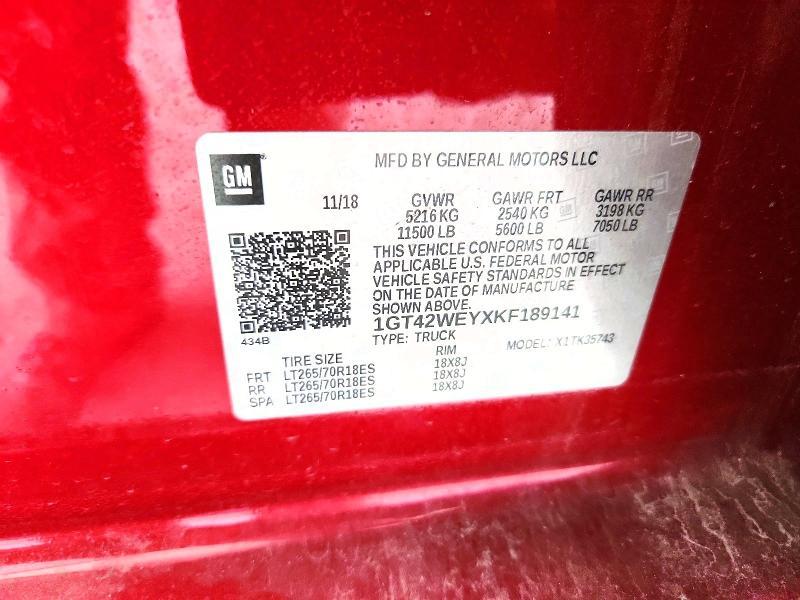 MFD BY GENERAL MOTORS LLC
GM
11/18 GVWR GAWR FRT GAWR RR
5216 KG 2540 KG 3198 KG
11500 LB 5600 LB 7050 LB
THIS VEHICLE CONFORMS TO ALL
APPLICABLE U.S. FEDERAL MOTOR
VEHICLE SAFETY STANDARDS IN EFFECT
ON THE DATE OF MANUFACTURE
SHOWN ABOVE.
1GT42WEYXKF189141
434B
TYPE: TRUCK MODEL: X1TK35743
TIRE SIZE RIM
FRT LT265/70R18ES 18X8J
RR LT265/70R18ES 18X8J
SPA LT265/70R18ES 18X8J